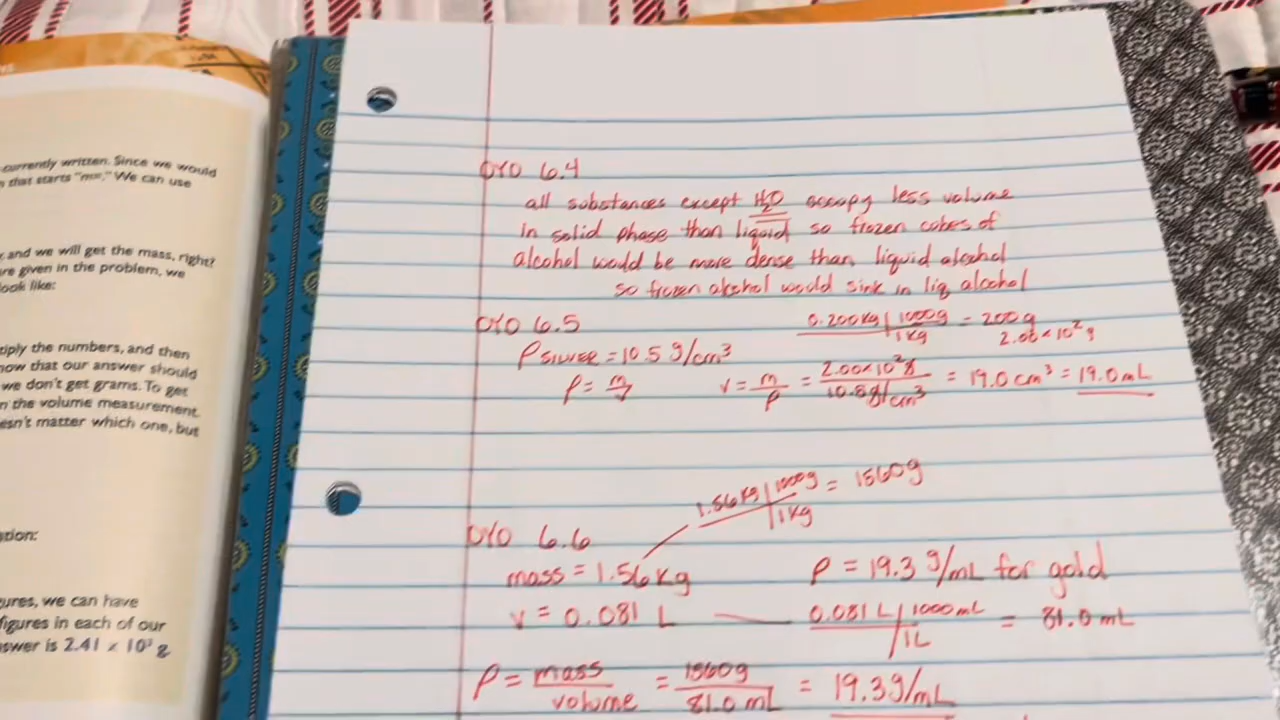 currently written. Since we would
that starts "m=." We can use
and we will get the mass, right?
are given in the problem, we
look like:
tiply the numbers, and then
now that our answer should
we don't get grams. To get
n the volume measurement.
esn't matter which one, but
tion:
ures, we can have
figures in each of our
swer is 2.41 x 10³ g.
OYO 6.4
all substances except H₂O occupy less volume
in solid phase than liquid so frozen cubes of
alcohol would be more dense than liquid alcohol
so frozen alcohol would sink in liq alcohol
OYO 6.5
0.200kg | 1000g / 1kg = 200g
2.00×10² g
ρ SILVER = 10.5 g/cm³
ρ = m/v v = m/ρ = 2.00×10² g / 10.5g/cm³ = 19.0 cm³ = 19.0 mL
1.56kg | 1000g / 1kg = 1560g
OYO 6.6
mass = 1.56kg ρ = 19.3 g/mL for gold
v = 0.081 L — 0.081 L | 1000mL / 1L = 81.0 mL
ρ = mass/volume = 1560g/81.0 mL = 19.3g/mL